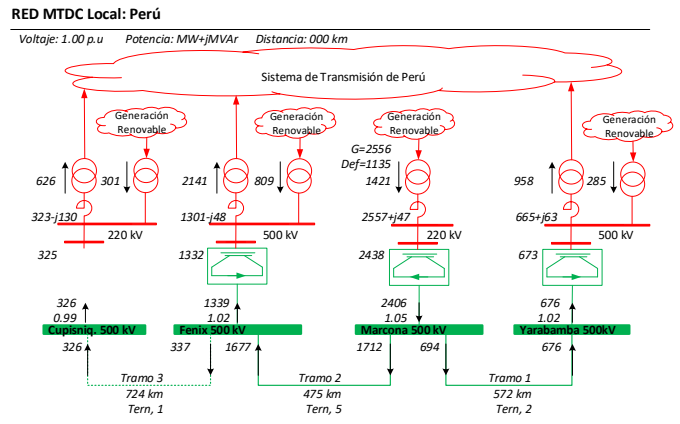 RED MTDC Local: Perú
Voltaje: 1.00 p.u Potencia: MW+jMVAr Distancia: 000 km
Sistema de Transmisión de Perú
Generación
Renovable
Generación
Renovable
Generación
Renovable
Generación
Renovable
G=2556
Def=1135
626 301 2141 809 1421 958 285
323-j130 1301-j48 2557+j47 665+j63
220 kV 500 kV 220 kV 500 kV
325 1332 2438 673
326 1339 2406 676
0.99 1.02 1.05 1.02
Cupisniq. 500 kV Fenix 500 kV Marcona 500 kV Yarabamba 500kV
326 337 1677 1712 694 676
Tramo 3 Tramo 2 Tramo 1
724 km 475 km 572 km
Tern, 1 Tern, 5 Tern, 2